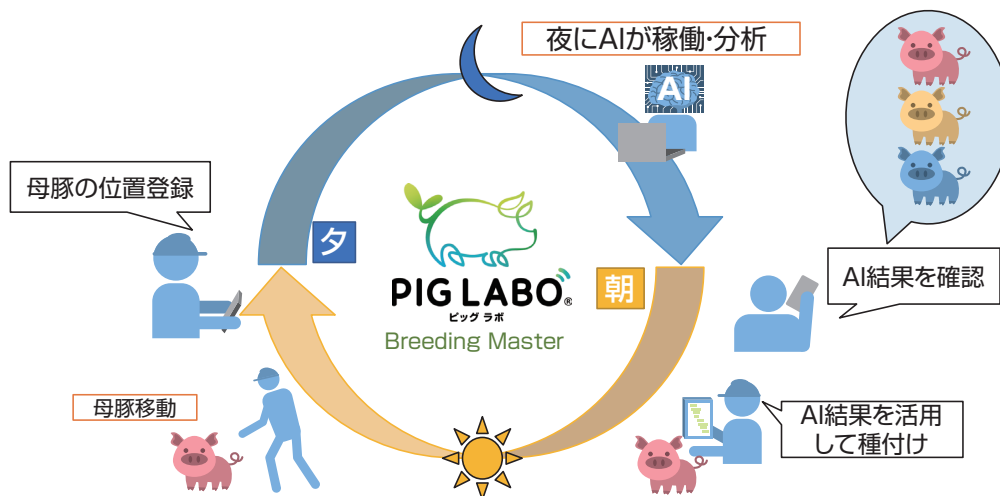 夜にAIが稼働・分析
AI
母豚の位置登録
夕
PIG LABO®
ピッグ ラボ
Breeding Master
朝
AI結果を確認
母豚移動
AI結果を活用
して種付け